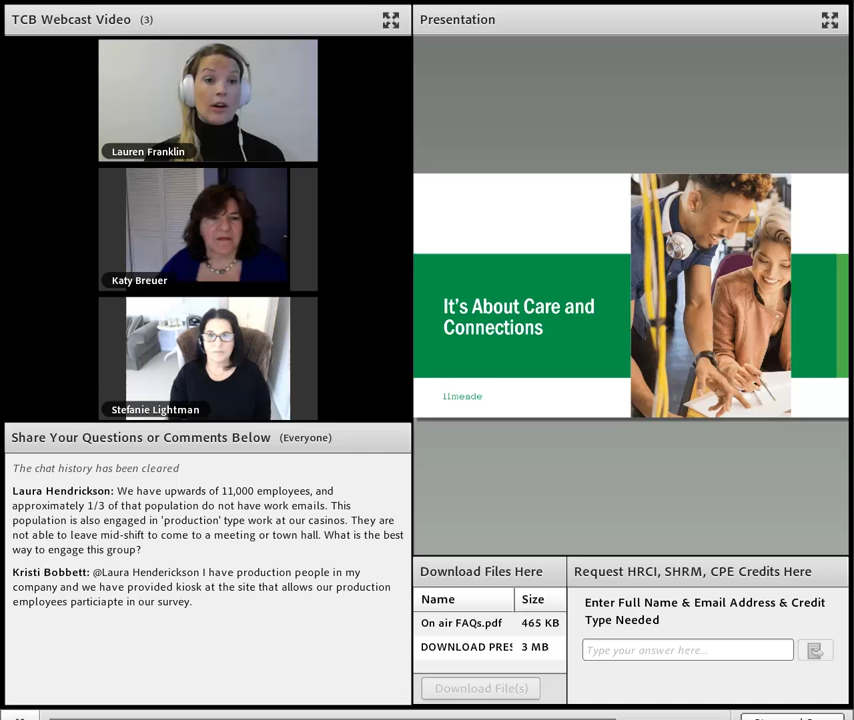 TCB Webcast Video (3)
Lauren Franklin
Katy Breuer
Stefanie Lightman
Share Your Questions or Comments Below (Everyone)
The chat history has been cleared
Laura Hendrickson: We have upwards of 11,000 employees, and
approximately 1/3 of that population do not have work emails. This
population is also engaged in 'production' type work at our casinos. They are
not able to leave mid-shift to come to a meeting or town hall. What is the best
way to engage this group?
Kristi Bobbett: @Laura Henderickson I have production people in my
company and we have provided kiosk at the site that allows our production
employees particiapte in our survey.
Presentation
It's About Care and
Connections
limeade
Download Files Here
Name Size
On air FAQs.pdf 465 KB
DOWNLOAD PRES 3 MB
Download File(s)
Request HRCI, SHRM, CPE Credits Here
Enter Full Name & Email Address & Credit
Type Needed
Type your answer here...